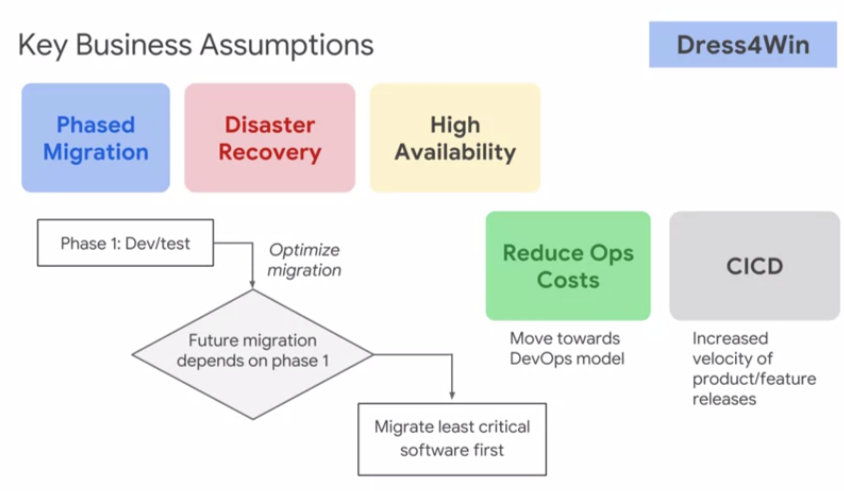 Key Business Assumptions
Dress4Win
Phased
Migration
Disaster
Recovery
High
Availability
Phase 1: Dev/test
Optimize
migration
Future migration
depends on phase 1
Migrate least critical
software first
Reduce Ops
Costs
Move towards
DevOps model
CICD
Increased
velocity of
product/feature
releases